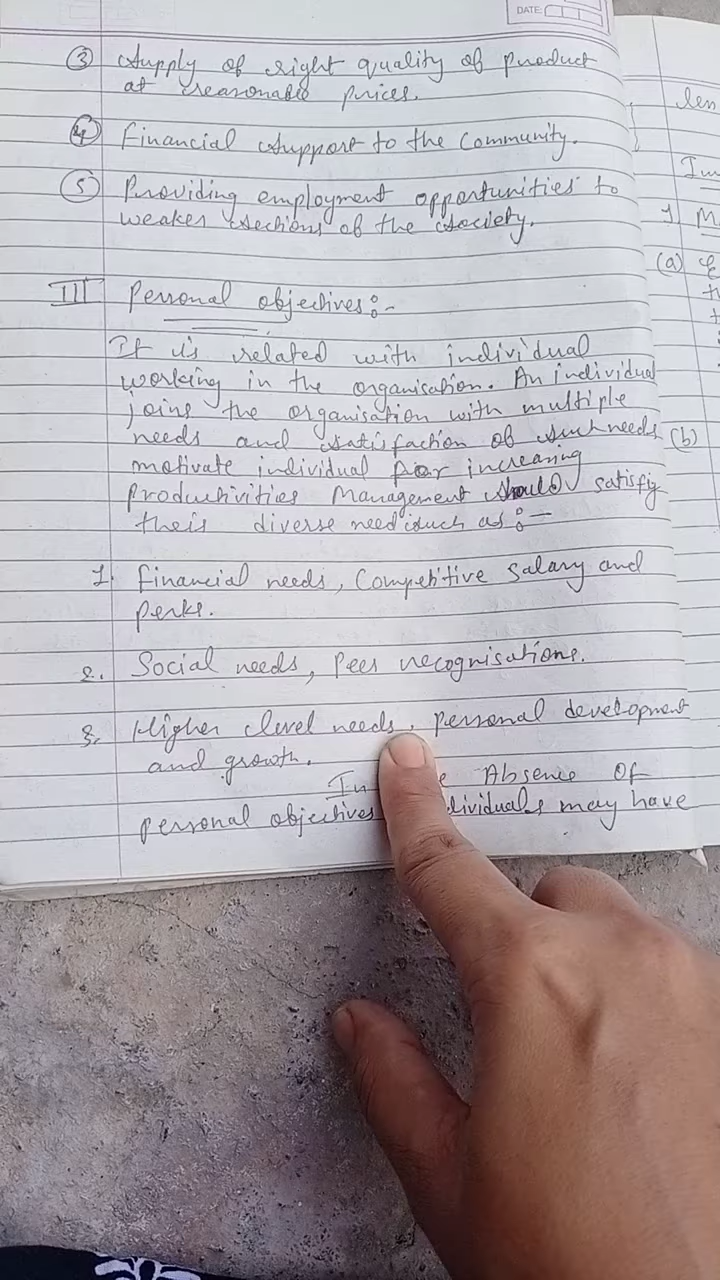 DATE:
③ Supply of right quality of product
at reasonable prices.
④ Financial support to the Community.
⑤ Providing employment opportunities to
weaker sections of the society.
III Personal objectives:-
It is related with individual
working in the organisation. An individual
joins the organisation with multiple
needs and satisfaction of such needs
motivate individual for increasing
Productivities Management should satisfy
their diverse need such as :-
1. Financial needs, Competitive Salary and
perks.
2. Social needs, Peer recognisations.
3. Higher level needs, personal development
and growth.
In Absence Of
personal objectives may have
(a)
(b)